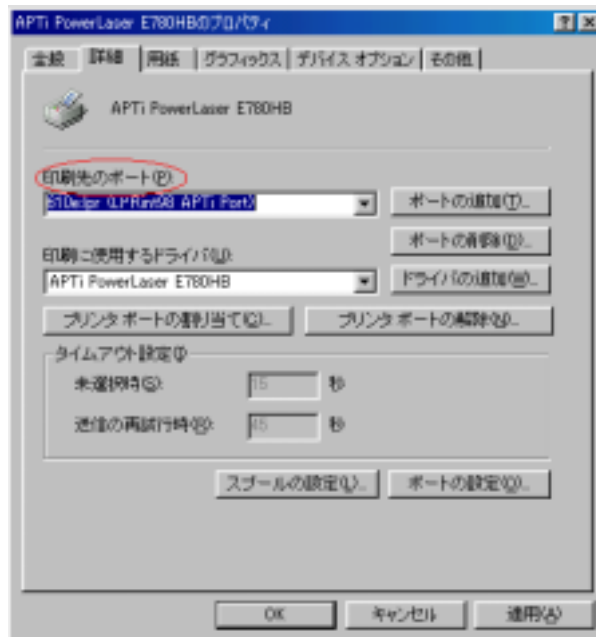 APTi PowerLaser E780HBのプロパティ
全般 詳細 用紙 グラフィックス デバイス オプション その他
APTi PowerLaser E780HB
印刷先のポート(P):
ポートの追加(T)...
ポートの削除(D)...
印刷に使用するドライバ(U):
APTi PowerLaser E780HB
ドライバの追加(W)...
プリンタ ポートの割り当て(C)...
プリンタ ポートの解除(N)...
タイムアウト設定
未選択時(S):
15
秒
送信の再試行時(R):
45
秒
スプールの設定(L)...
ポートの設定(O)...
OK
キャンセル
適用(A)